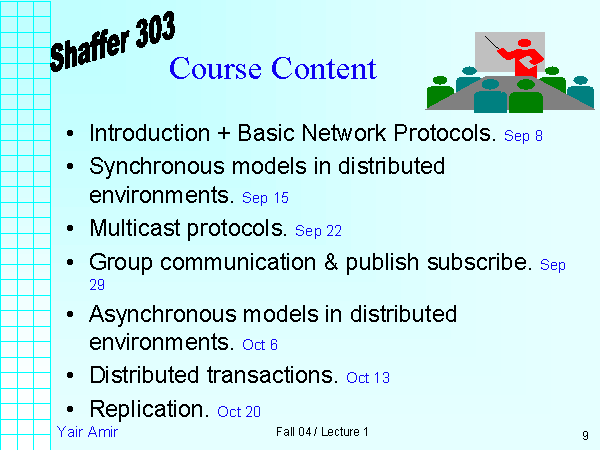 Shaffer 303
Course Content
• Introduction + Basic Network Protocols. Sep 8
• Synchronous models in distributed
environments. Sep 15
• Multicast protocols. Sep 22
• Group communication & publish subscribe. Sep
29
• Asynchronous models in distributed
environments. Oct 6
• Distributed transactions. Oct 13
• Replication. Oct 20
Yair Amir
Fall 04 / Lecture 1
9